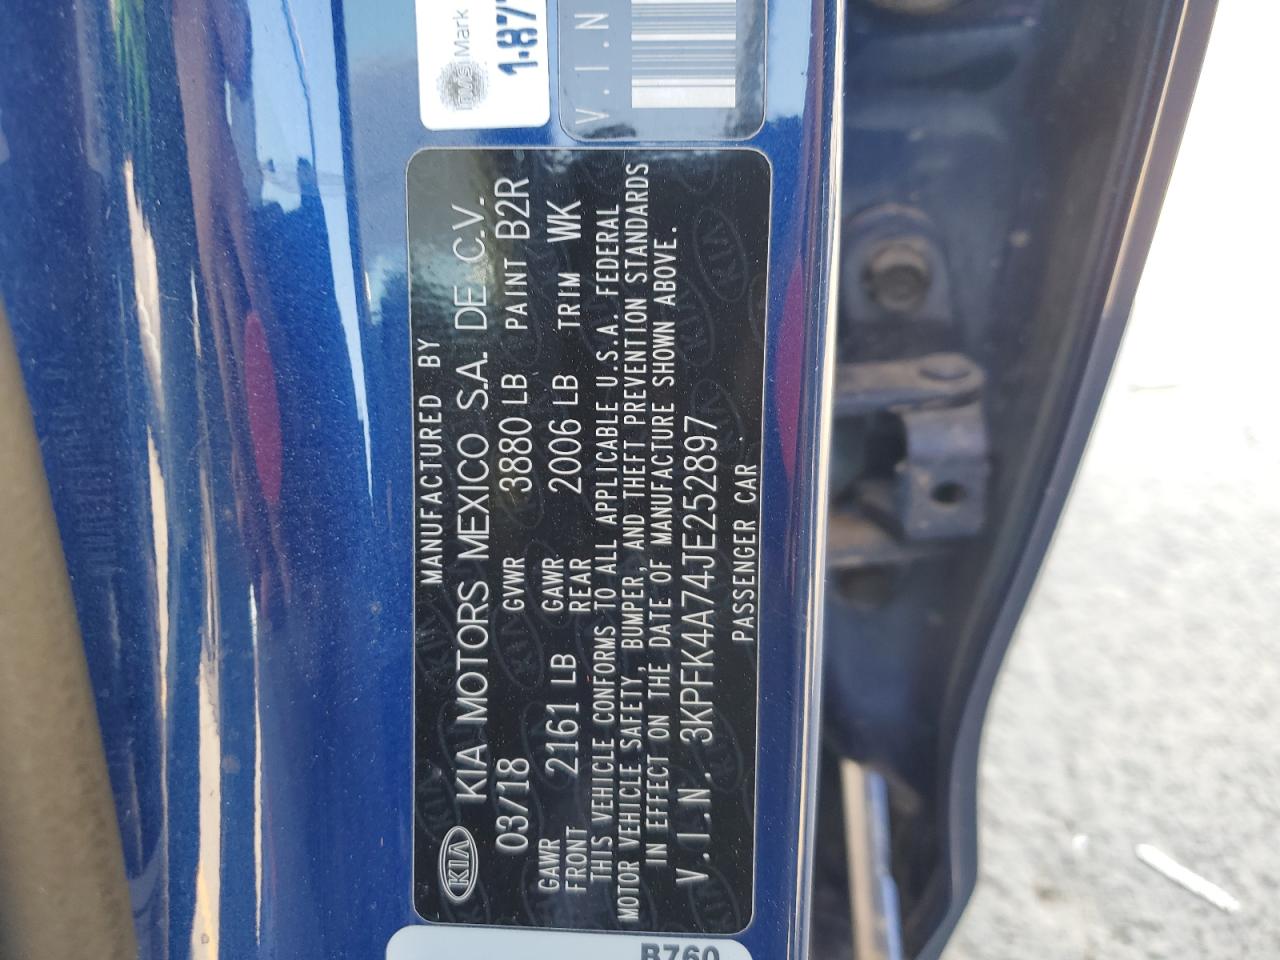 Mark
V.I.N
MANUFACTURED BY
KIA KIA MOTORS MEXICO S.A. DE C.V.
03/18 GVWR 3880 LB PAINT B2R
GAWR FRONT 2161 LB GAWR REAR 2006 LB TRIM WK
THIS VEHICLE CONFORMS TO ALL APPLICABLE U.S.A. FEDERAL
MOTOR VEHICLE SAFETY, BUMPER, AND THEFT PREVENTION STANDARDS
IN EFFECT ON THE DATE OF MANUFACTURE SHOWN ABOVE.
V.I.N. 3KPFK4A74JE252897
PASSENGER CAR.
B760